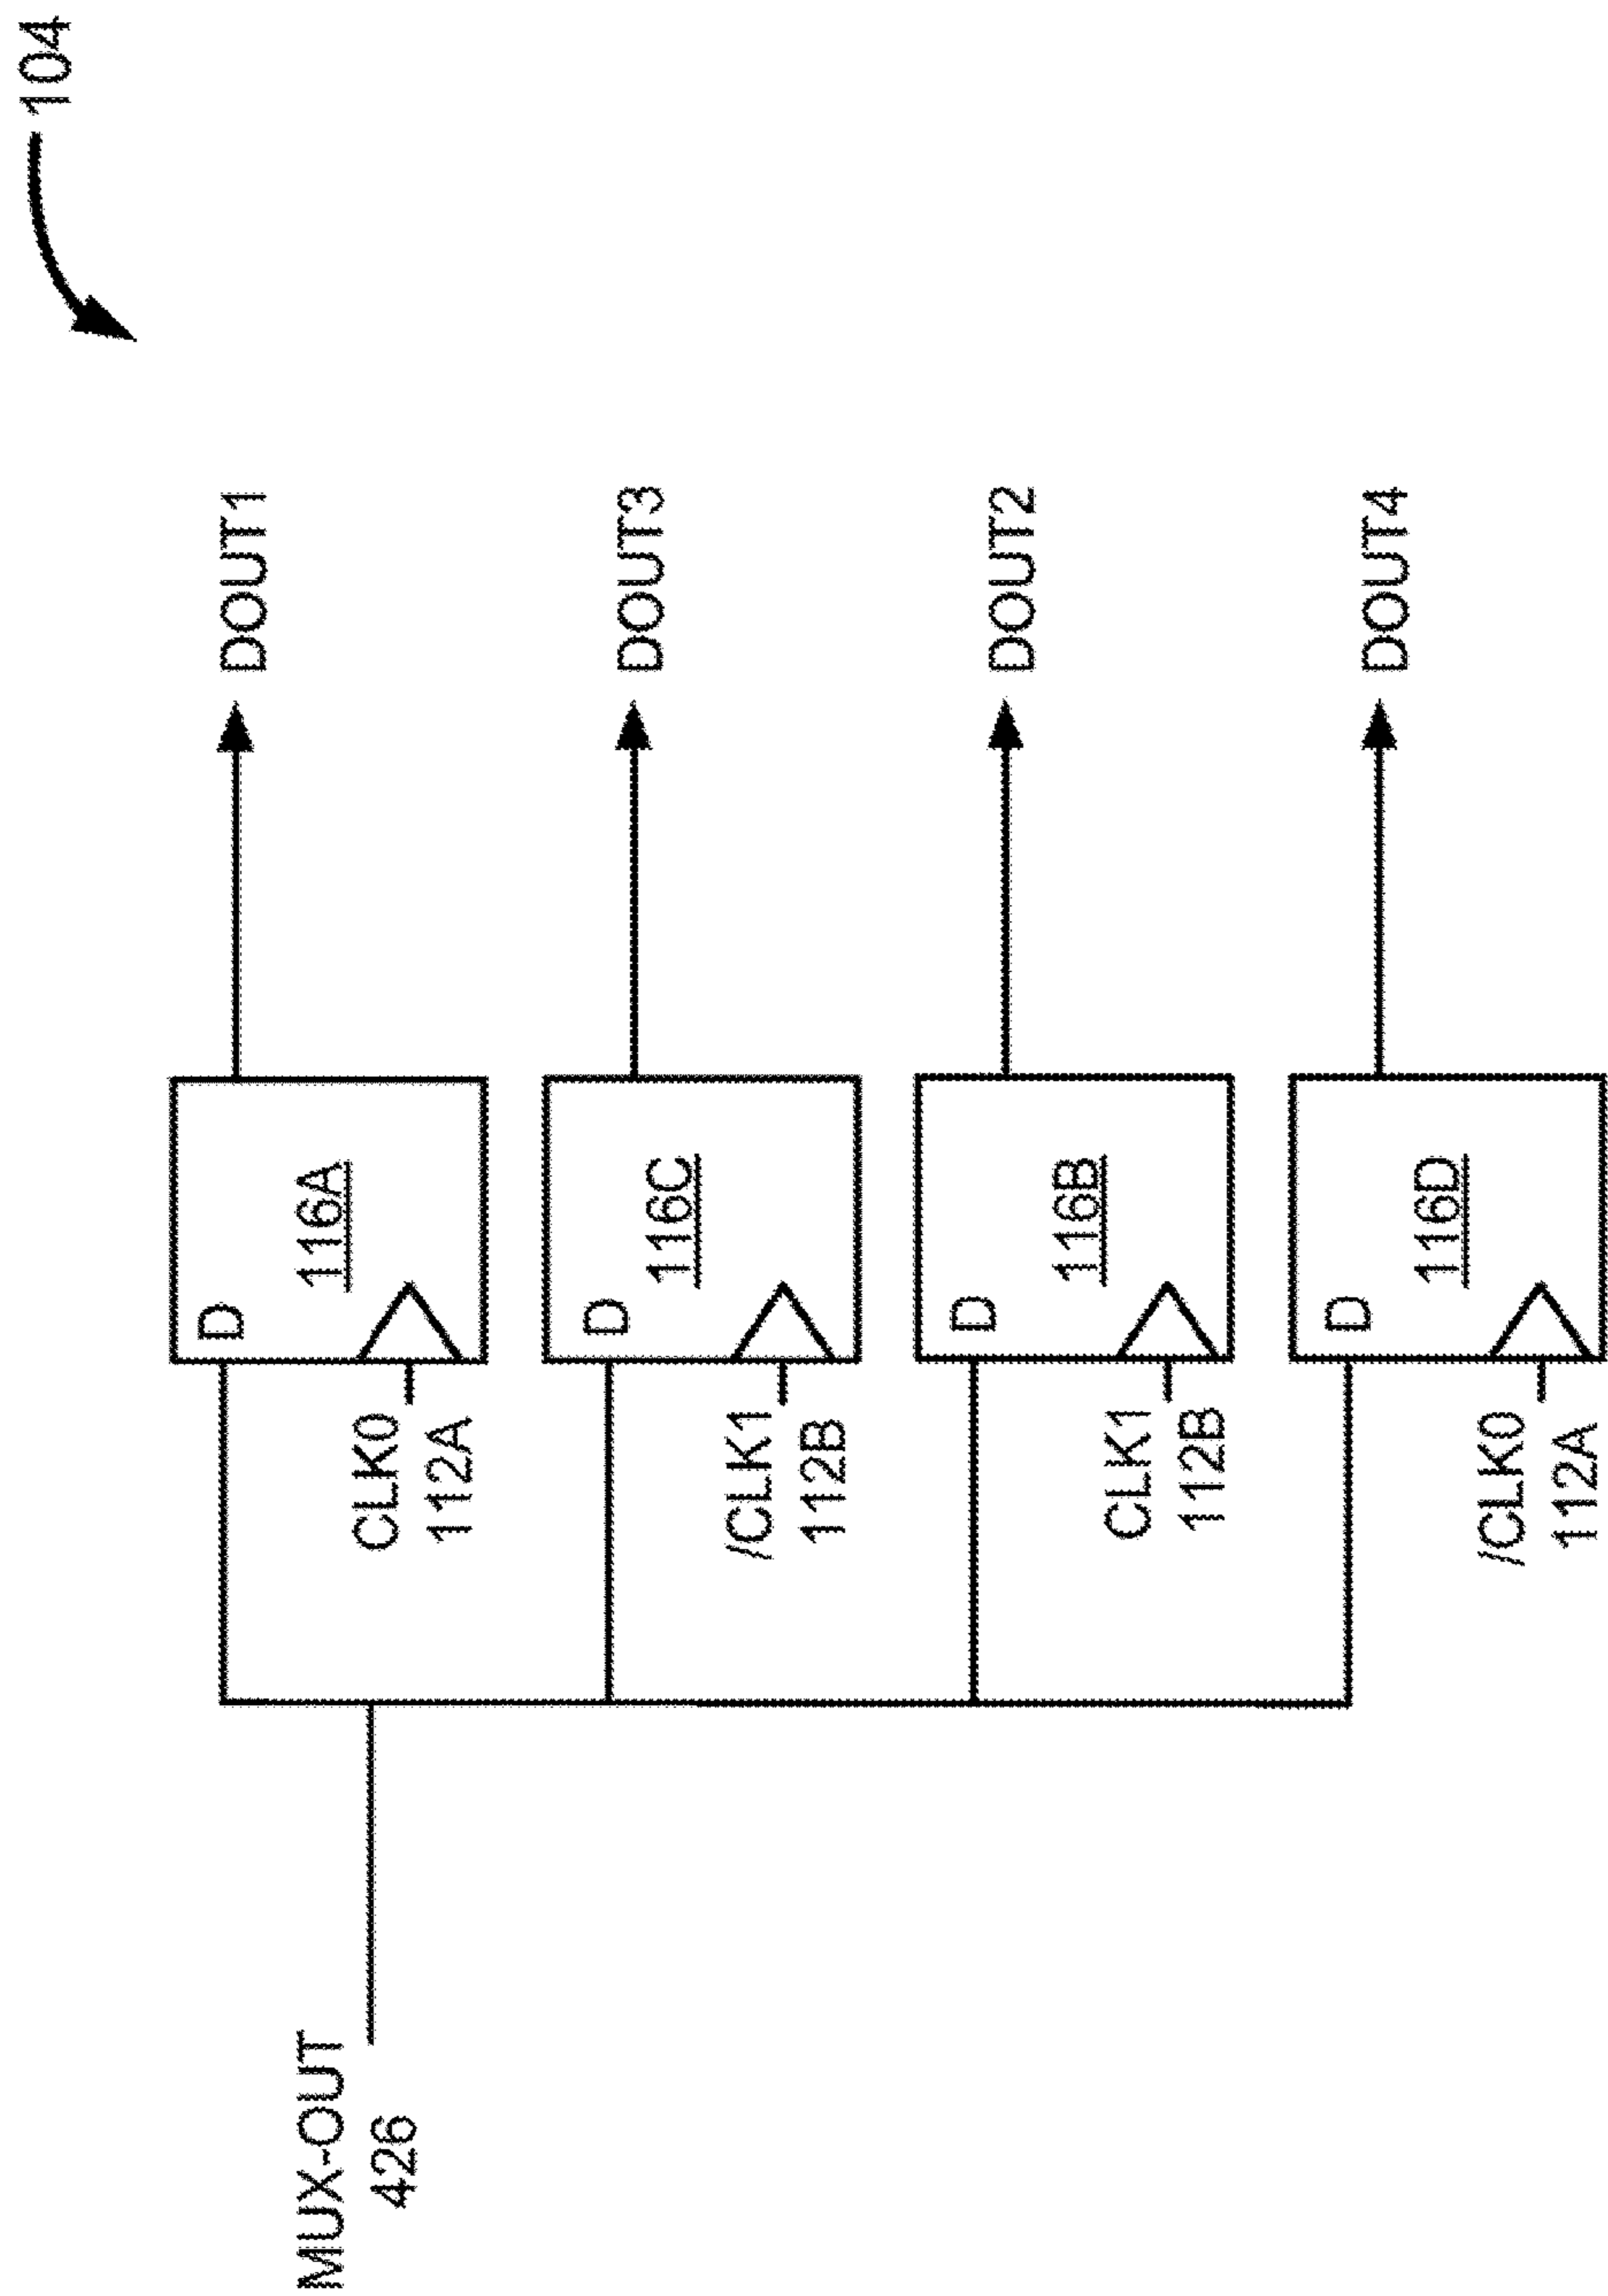 104
MUX-OUT
426
D
116A
CLK0
112A
DOUT1
D
116C
/CLK1
112B
DOUT3
D
116B
CLK1
112B
DOUT2
D
116D
/CLK0
112A
DOUT4